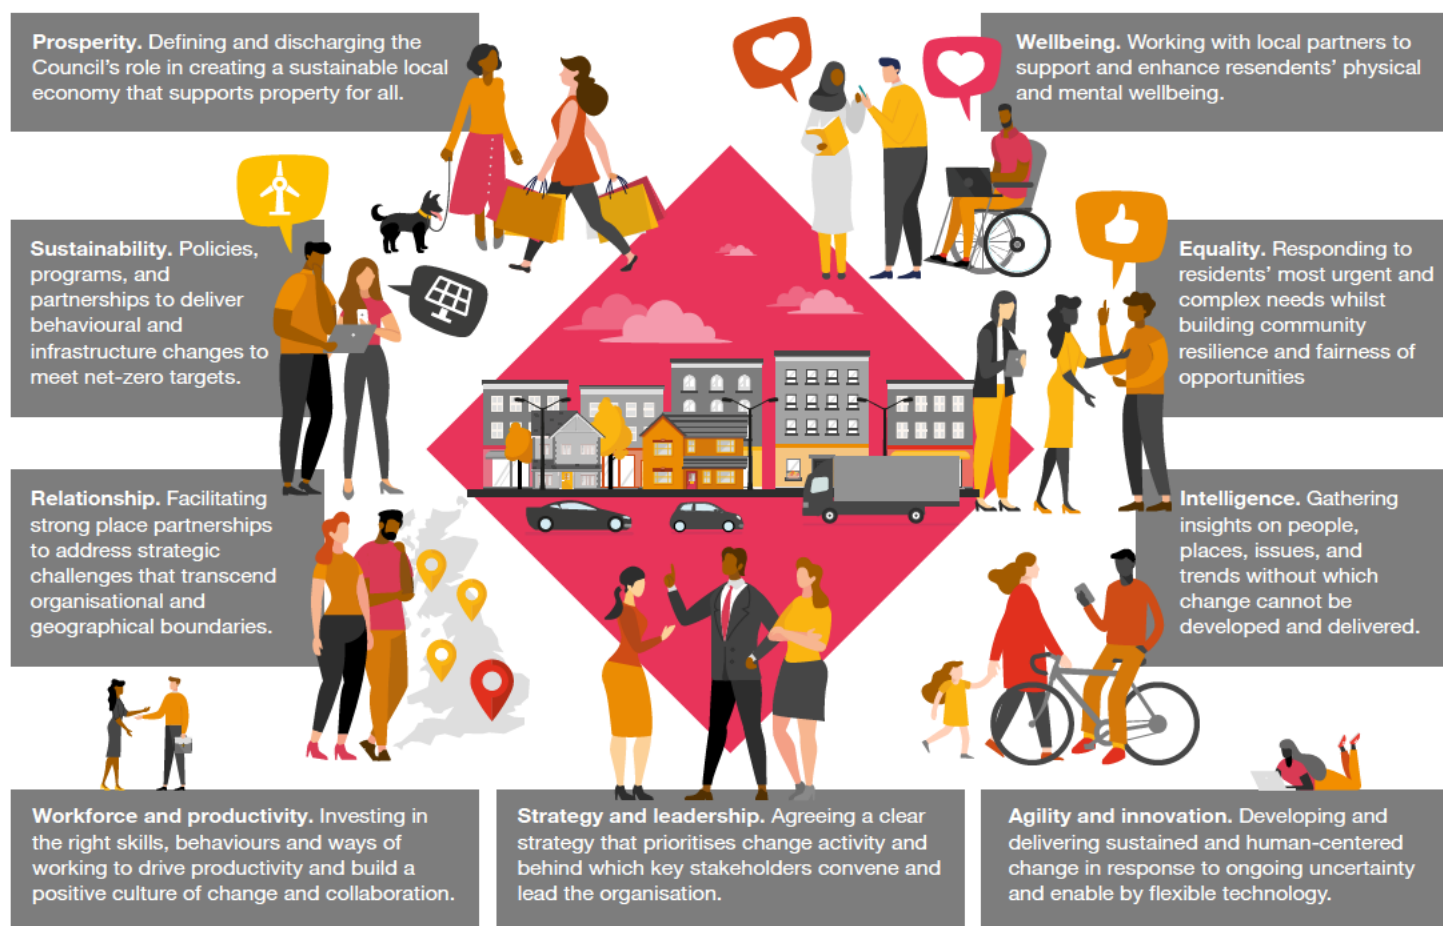 Prosperity. Defining and discharging the
Council's role in creating a sustainable local
economy that supports property for all.
Wellbeing. Working with local partners to
support and enhance resendents' physical
and mental wellbeing.
Sustainability. Policies,
programs, and
partnerships to deliver
behavioural and
infrastructure changes to
meet net-zero targets.
Equality. Responding to
residents' most urgent and
complex needs whilst
building community
resilience and fairness of
opportunities
Relationship. Facilitating
strong place partnerships
to address strategic
challenges that transcend
organisational and
geographical boundaries.
Intelligence. Gathering
insights on people,
places, issues, and
trends without which
change cannot be
developed and delivered.
Workforce and productivity. Investing in
the right skills, behaviours and ways of
working to drive productivity and build a
positive culture of change and collaboration.
Strategy and leadership. Agreeing a clear
strategy that prioritises change activity and
behind which key stakeholders convene and
lead the organisation.
Agility and innovation. Developing and
delivering sustained and human-centered
change in response to ongoing uncertainty
and enable by flexible technology.